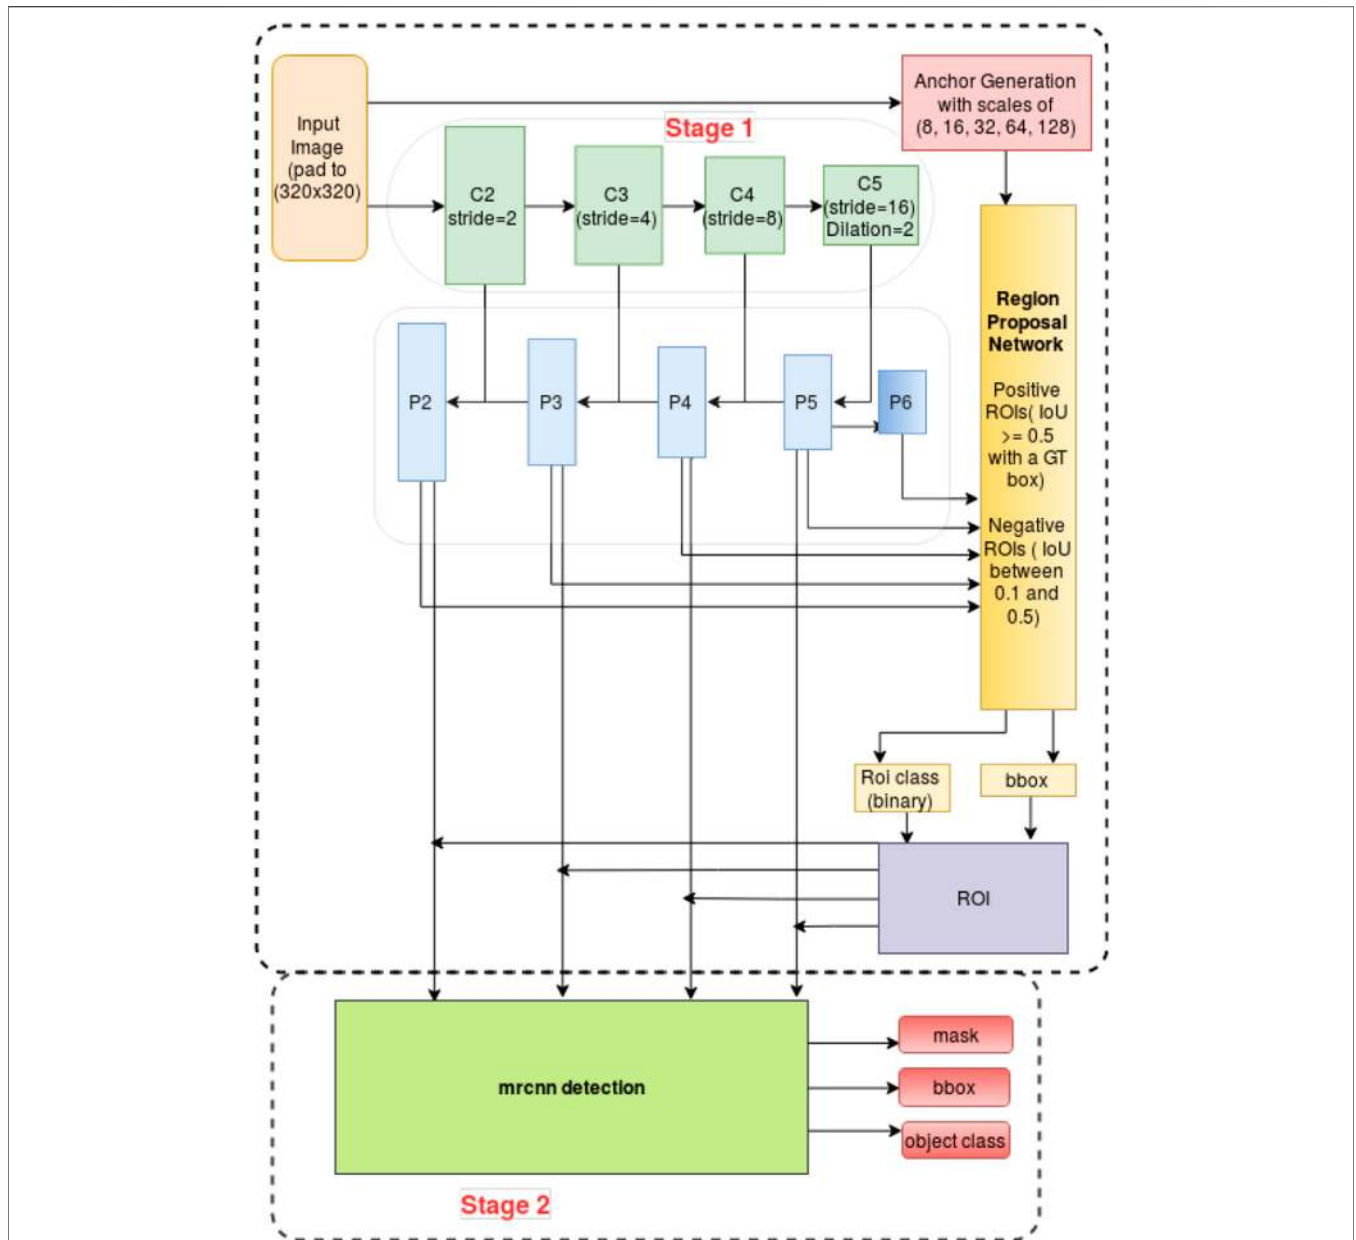 Input
Image
(pad to
(320x320)
Anchor Generation
with scales of
(8, 16, 32, 64, 128)
Stage 1
C2
stride=2
C3
(stride=4)
C4
(stride=8)
C5
(stride=16)
Dilation=2
Region
Proposal
Network
Positive
ROIs( IoU
>= 0.5
with a GT
box)
Negative
ROIs ( IoU
between
0.1 and
0.5)
P2
P3
P4
P5
P6
Roi class
(binary)
bbox
ROI
mrcnn detection
mask
bbox
object class
Stage 2